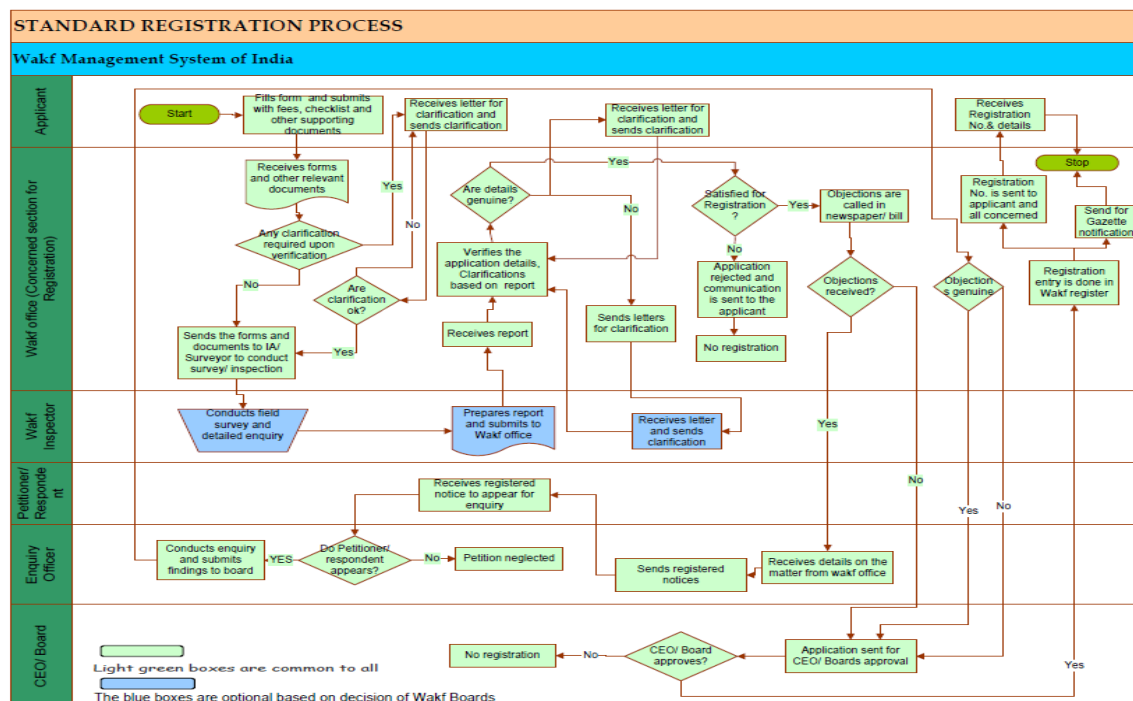 STANDARD REGISTRATION PROCESS
Wakf Management System of India
Applicant
Start
Fills form and submits
with fees, checklist and
other supporting
documents
Receives letter for
clarification and
sends clarification
Receives letter for
clarification and
sends clarification
Receives
Registration
No.& details
Stop
Wakf office (Concerned section for
Registration)
Receives forms
and other relevant
documents
Yes
Any clarification
required upon
verification
No
No
Are
clarification
ok?
Yes
Sends the forms and
documents to IA/
Surveyor to conduct
survey/ inspection
Are details
genuine?
Yes
No
Verifies the
application details,
Clarifications
based on report
Receives report
Sends letters
for clarification
Satisfied for
Registration
?
Yes
No
Application
rejected and
communication
is sent to the
applicant
No registration
Objections are
called in
newspaper/ bill
Objections
received?
Objection
s genuine
Registration
No. is sent to
applicant and
all concerned
Send for
Gazette
notification
Registration
entry is done in
Wakf register
Wakf
Inspector
Conducts field
survey and
detailed enquiry
Prepares report
and submits to
Wakf office
Receives letter
and sends
clarification
Yes
Petitioner/
Responde
nt
Receives registered
notice to appear for
enquiry
No
Yes
No
Enquiry
Officer
Conducts enquiry
and submits
findings to board
YES
Do Petitioner/
respondent
appears?
No
Petition neglected
Sends registered
notices
Receives details on the
matter from wakf office
CEO/ Board
No registration
No
CEO/ Board
approves?
Application sent for
CEO/ Boards approval
Yes
Light green boxes are common to all
The blue boxes are optional based on decision of Wakf Boards